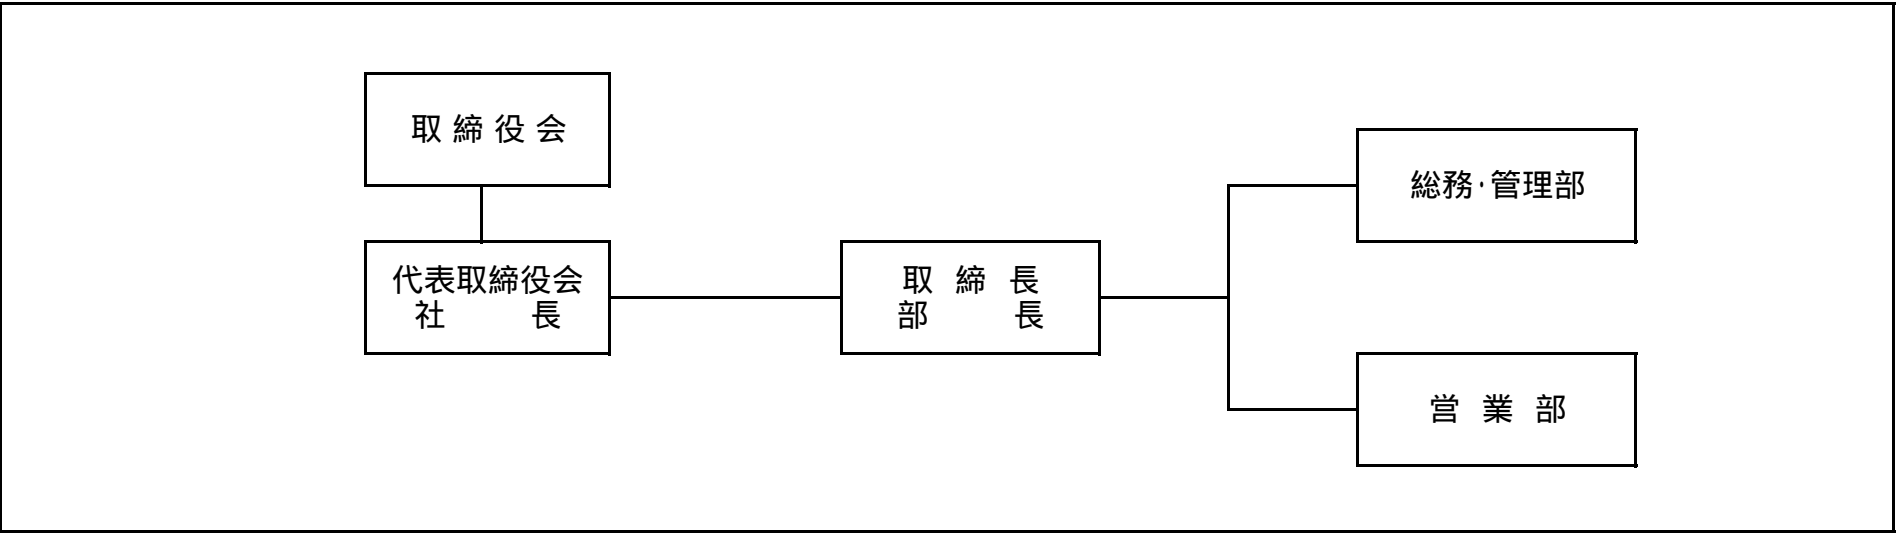 取締役会
代表取締役会
社　　長
取　締　長
部　　長
総務・管理部
営　業　部